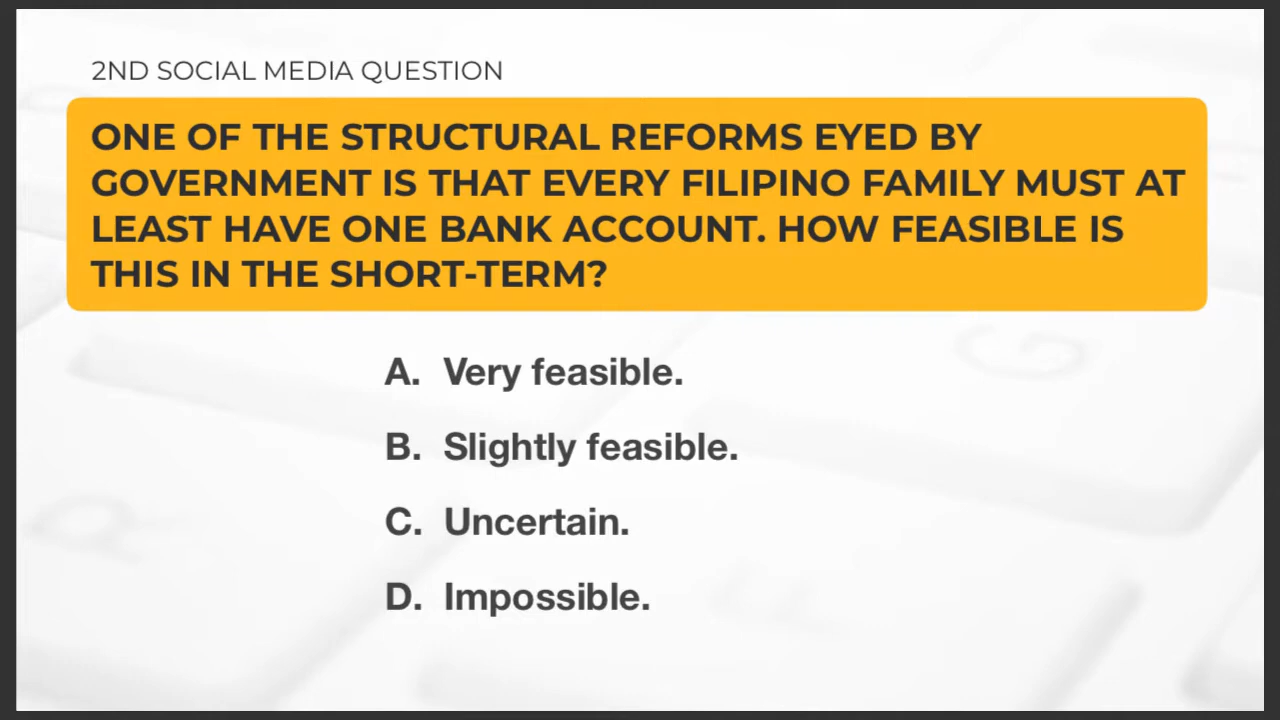 2ND SOCIAL MEDIA QUESTION
ONE OF THE STRUCTURAL REFORMS EYED BY
GOVERNMENT IS THAT EVERY FILIPINO FAMILY MUST AT
LEAST HAVE ONE BANK ACCOUNT. HOW FEASIBLE IS
THIS IN THE SHORT-TERM?
A. Very feasible.
B. Slightly feasible.
C. Uncertain.
D. Impossible.